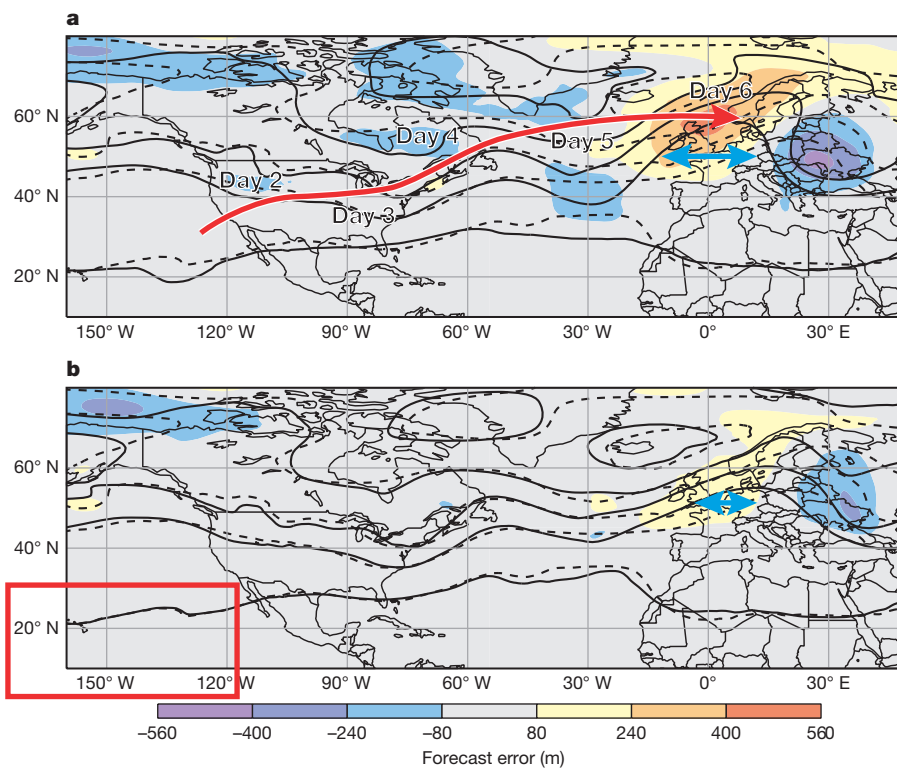 a
60° N
40° N
20° N
Day 2
Day 3
Day 4
Day 5
Day 6
150° W 120° W 90° W 60° W 30° W 0° 30° E
b
60° N
40° N
20° N
150° W 120° W 90° W 60° W 30° W 0° 30° E
−560 −400 −240 −80 80 240 400 560
Forecast error (m)